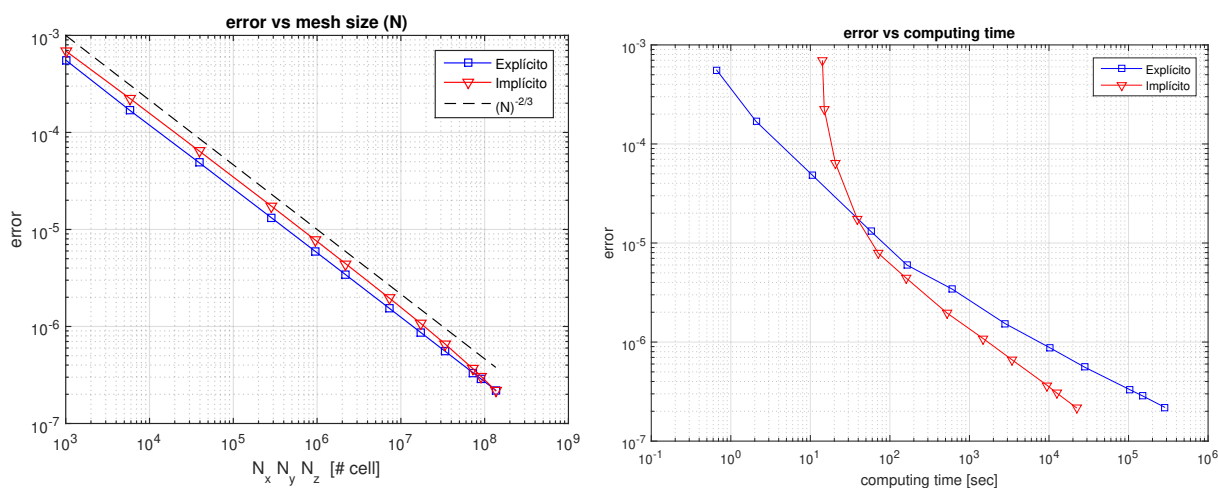 error vs mesh size (N)
error
10^-3
10^-4
10^-5
10^-6
10^-7
Explícito
Implícito
(N)^-2/3
10^3 10^4 10^5 10^6 10^7 10^8 10^9
N_x N_y N_z [# cell]
error vs computing time
error
10^-3
10^-4
10^-5
10^-6
10^-7
Explícito
Implícito
10^-1 10^0 10^1 10^2 10^3 10^4 10^5 10^6
computing time [sec]